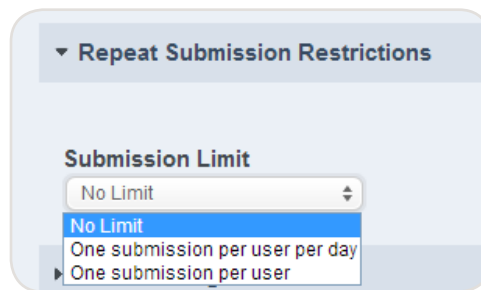 Repeat Submission Restrictions
Submission Limit
No Limit
No Limit
One submission per user per day
One submission per user